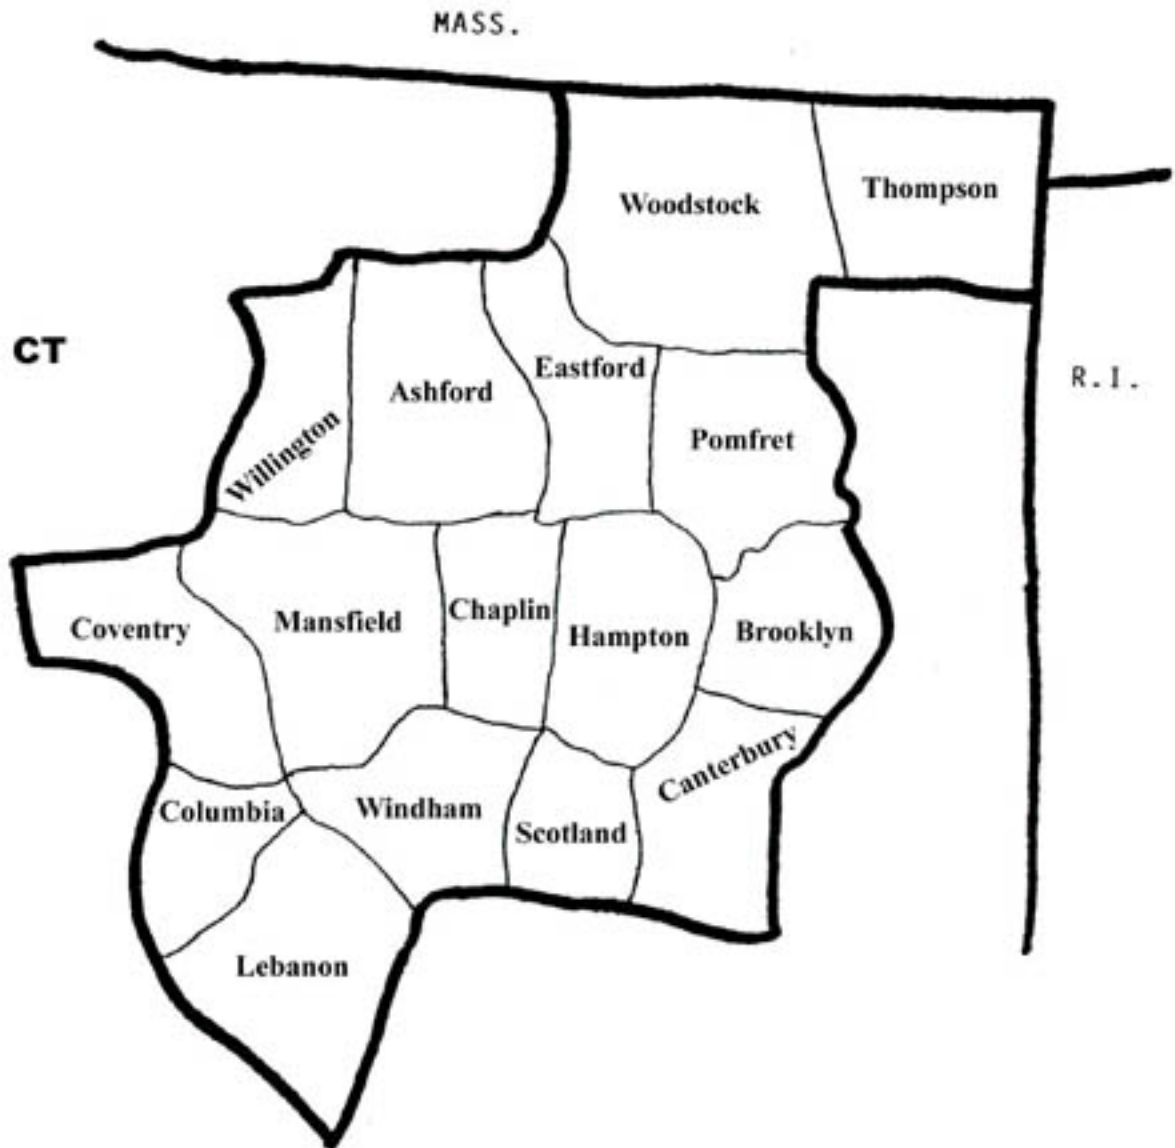 MASS.
Thompson
Woodstock
CT
Eastford
R.I.
Ashford
Pomfret
Willington
Chaplin
Mansfield
Coventry
Brooklyn
Hampton
Canterbury
Windham
Columbia
Scotland
Lebanon